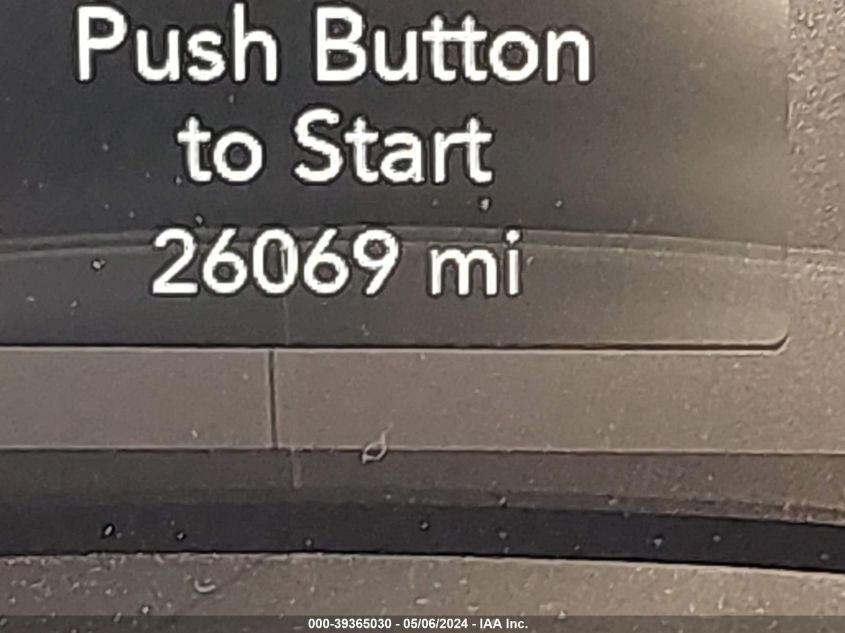 Push Button
to Start
26069 mi
000-39365030 - 05/06/2024 - IAA Inc.